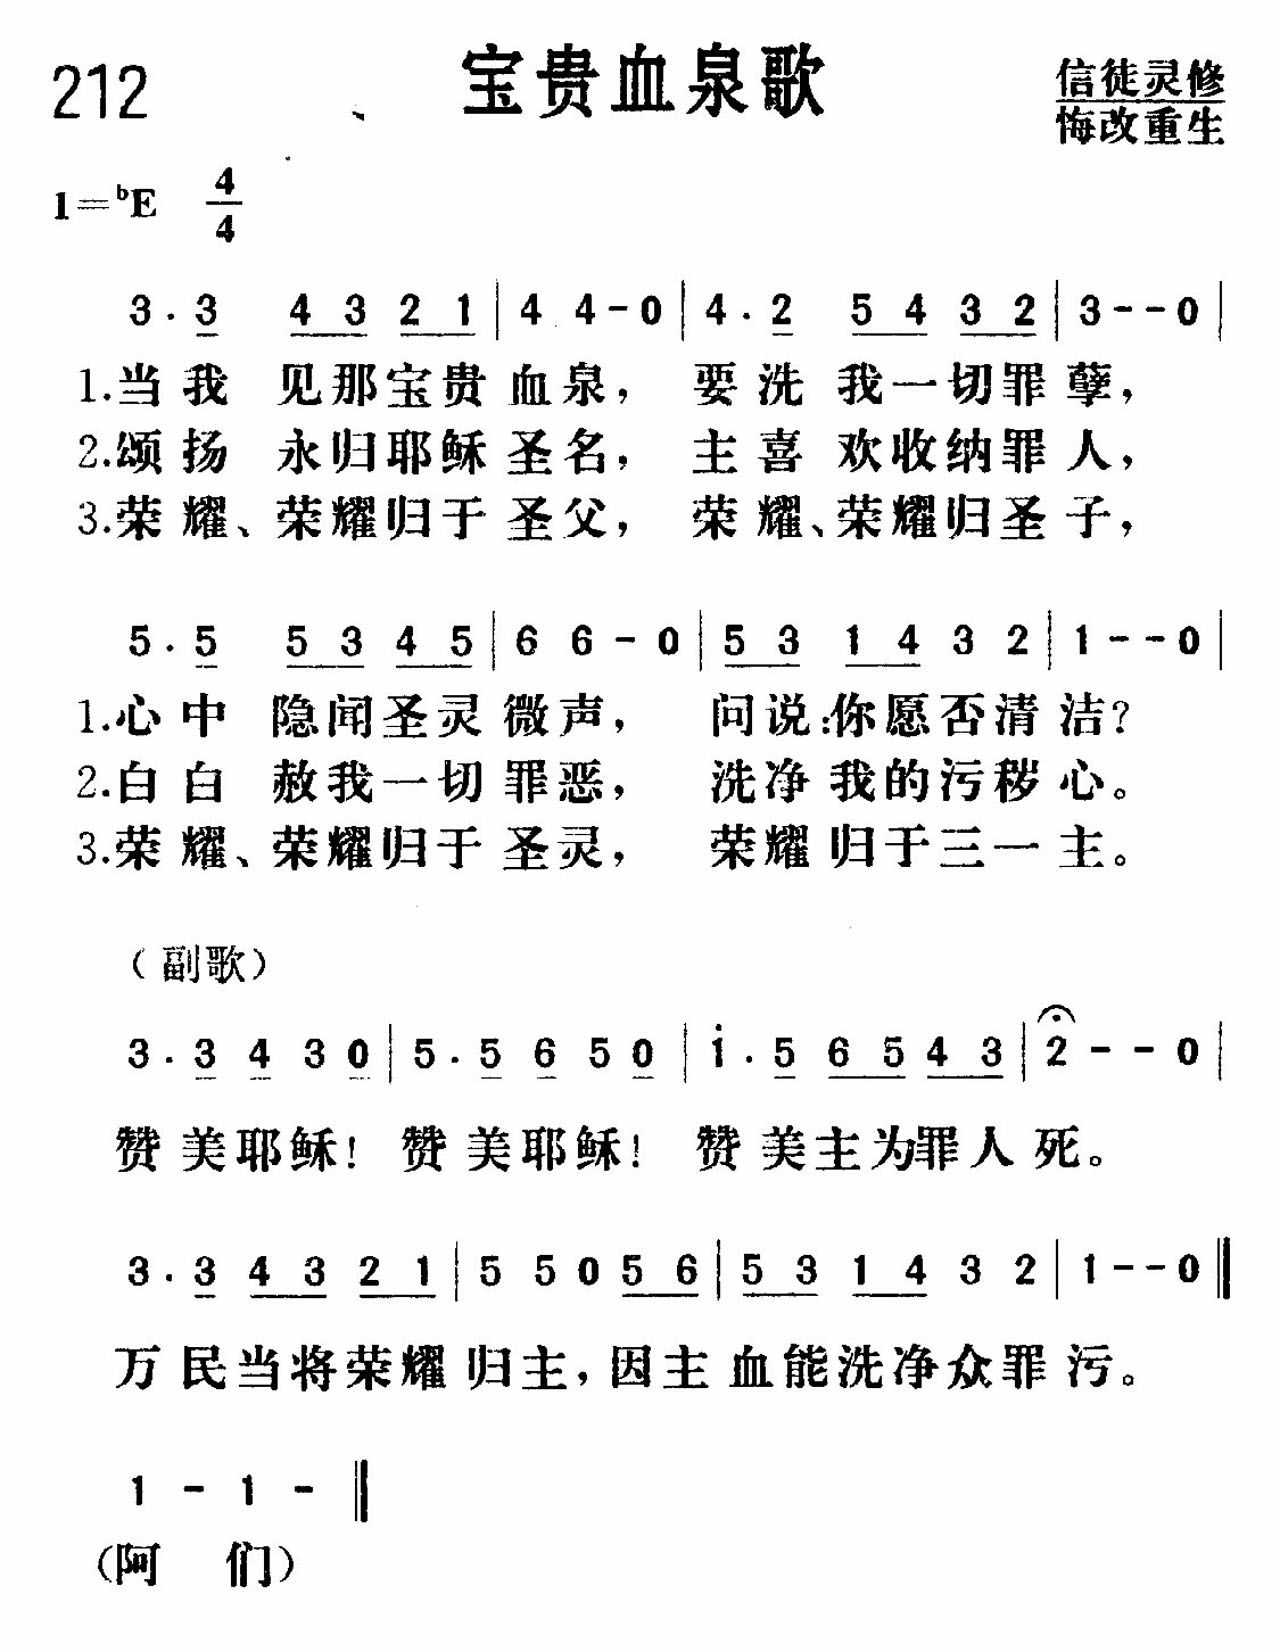 212 宝贵血泉歌 信徒灵修
悔改重生
1=ᵇE 4/4
3 . 3 4 3 2 1 | 4 4 - 0 | 4 . 2 5 4 3 2 | 3 - - 0 |
1.当我 见那宝贵血泉， 要洗 我一切罪孽，
2.颂扬 永归耶稣圣名， 主喜 欢收纳罪人，
3.荣耀、荣耀归于圣父， 荣耀、荣耀归圣子，
5 . 5 5 3 4 5 | 6 6 - 0 | 5 3 1 4 3 2 | 1 - - 0 |
1.心中 隐闻圣灵微声， 问说：你愿否清洁？
2.白白 赦我一切罪恶， 洗净我的污秽心。
3.荣耀、荣耀归于圣灵， 荣耀归于三一主。
（副歌）
3 . 3 4 3 0 | 5 . 5 6 5 0 | i . 5 6 5 4 3 | 2 - - 0 |
赞美耶稣！ 赞美耶稣！ 赞美主为罪人死。
3 . 3 4 3 2 1 | 5 5 0 5 6 | 5 3 1 4 3 2 | 1 - - 0 ‖
万民当将荣耀归主，因主血能洗净众罪污。
1 - 1 - ‖
（阿 们）